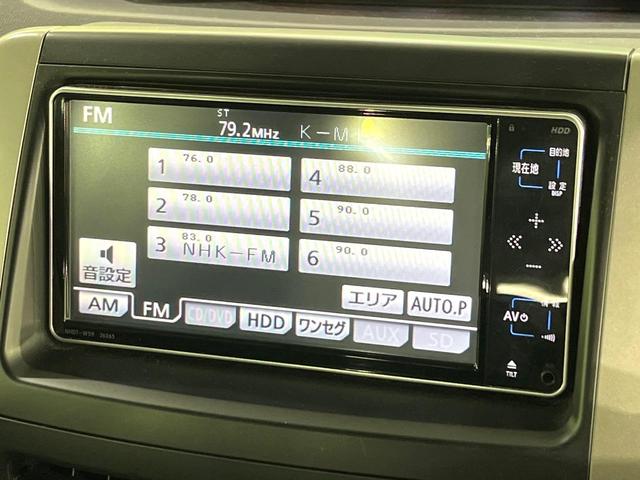 FM
ST
79.2MHz
HDD
1 76.0
4 88.0
2 78.0
5 90.0
3 83.0 NHK-FM
6 90.0
音設定
エリア
AUTO.P
AM
FM
CD/DVD
HDD
ワンセグ
AUX
SD
目的地
現在地
設定
DISP
AV
TILT